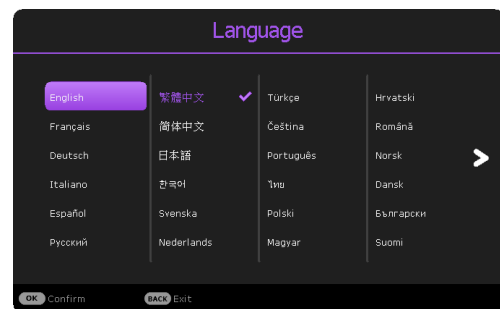 Language
English
Français
Deutsch
Italiano
Español
Русский
繁體中文
简体中文
日本語
한국어
Svenska
Nederlands
Türkçe
Čeština
Português
ไทย
Polski
Magyar
Hrvatski
Română
Norsk
Dansk
Български
Suomi
OK Confirm
BACK Exit